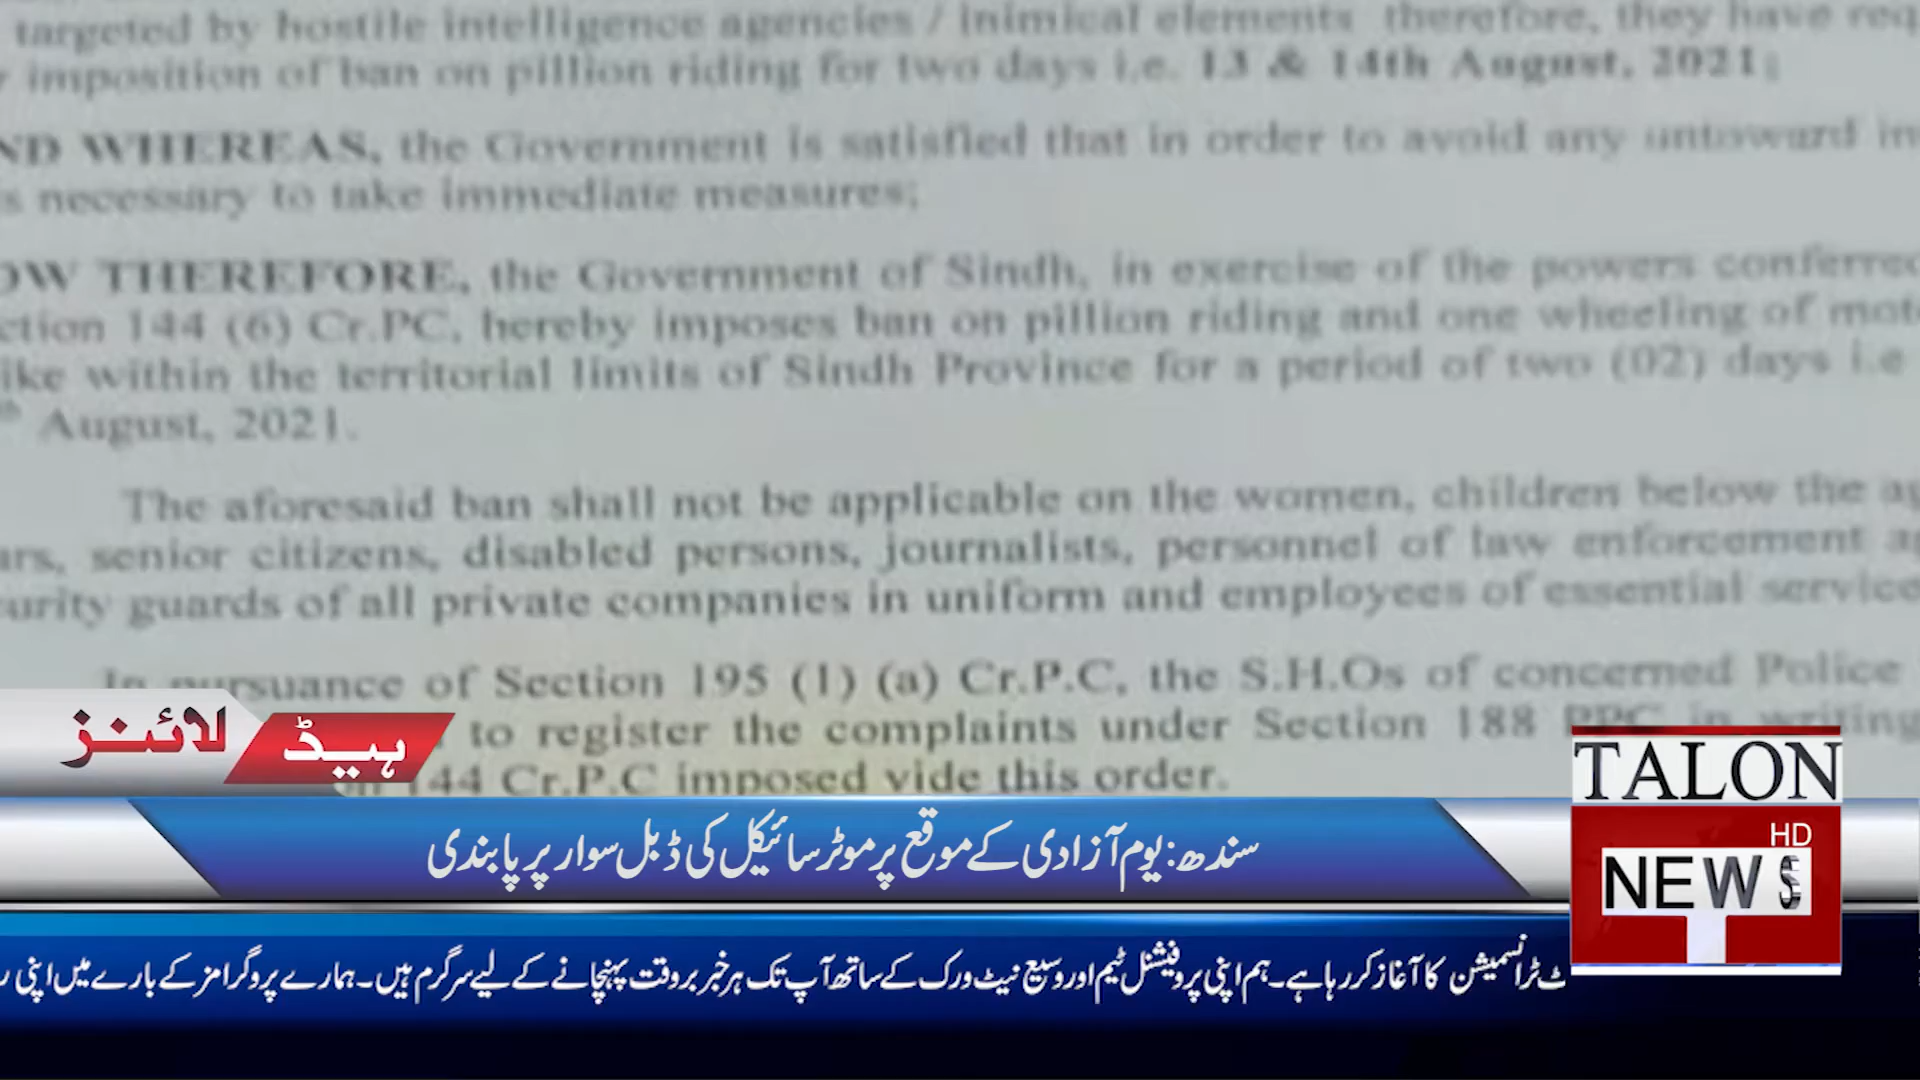 targeted by hostile intelligence agencies / inimical elements therefore, they have req
imposition of ban on pillion riding for two days i.e. 13 & 14th August, 2021;
ND WHEREAS, the Government is satisfied that in order to avoid any untoward in
s necessary to take immediate measures;
OW THEREFORE, the Government of Sindh, in exercise of the powers conferred
ction 144 (6) Cr.PC, hereby imposes ban on pillion riding and one wheeling of mot
ike within the territorial limits of Sindh Province for a period of two (02) days i.e
th August, 2021.
The aforesaid ban shall not be applicable on the women, children below the ag
ars, senior citizens, disabled persons, journalists, personnel of law enforcement ag
curity guards of all private companies in uniform and employees of essential service
In pursuance of Section 195 (1) (a) Cr.P.C, the S.H.Os of concerned Police
to register the complaints under Section 188 PPC in writing
144 Cr.P.C imposed vide this order.
ہیڈ لائنز
TALON
HD
NEWS
سندھ: یوم آزادی کے موقع پر موٹر سائیکل کی ڈبل سوار پر پابندی
ٹ ٹرانسمیشن کا آغاز کر رہا ہے۔ ہم اپنی پروفیشنل ٹیم اور وسیع نیٹ ورک کے ساتھ آپ تک ہر خبر بروقت پہنچانے کے لیے سرگرم ہیں۔ ہمارے پروگرامز کے بارے میں اپنی ر